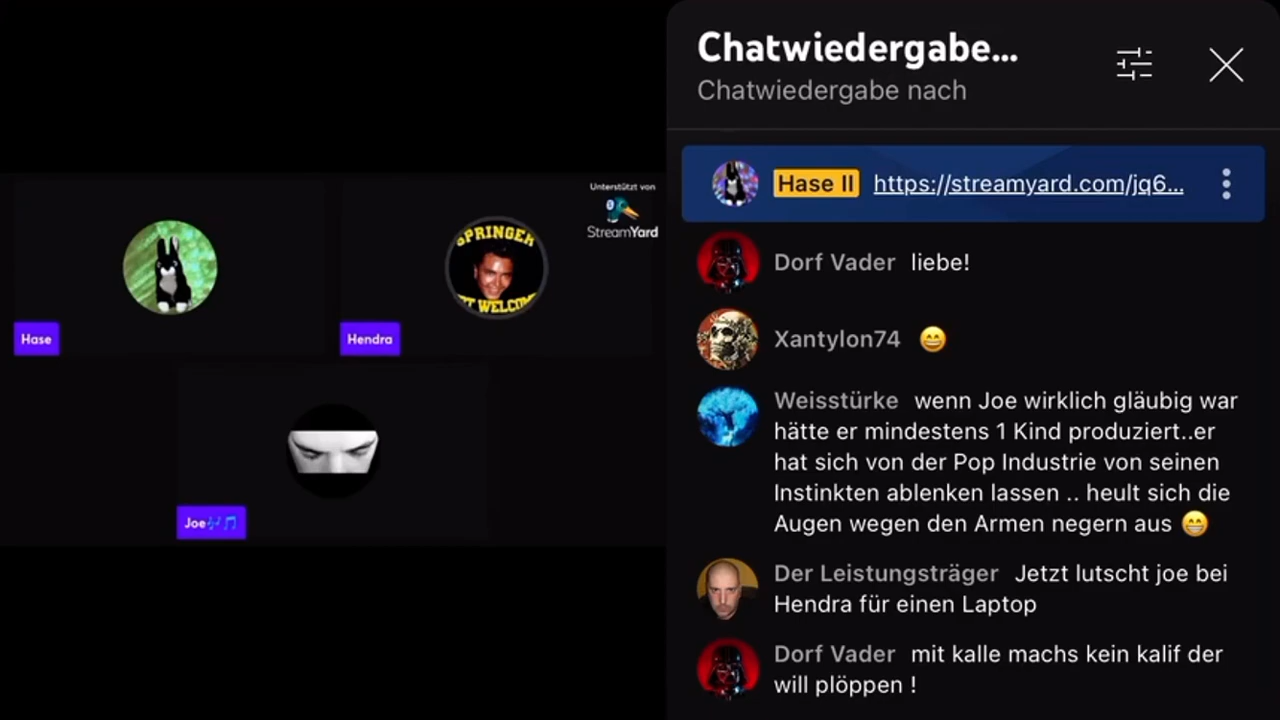 Chatwiedergabe...
Chatwiedergabe nach
Unterstützt von
StreamYard
SPRINGER
Hase
Hendra
Joe🎶🎵
Hase II https://streamyard.com/jq6...
Dorf Vader liebe!
Xantylon74 😄
Weisstürke wenn Joe wirklich gläubig war
hätte er mindestens 1 Kind produziert..er
hat sich von der Pop Industrie von seinen
Instinkten ablenken lassen .. heult sich die
Augen wegen den Armen negern aus 😄
Der Leistungsträger Jetzt lutscht joe bei
Hendra für einen Laptop
Dorf Vader mit kalle machs kein kalif der
will plöppen !